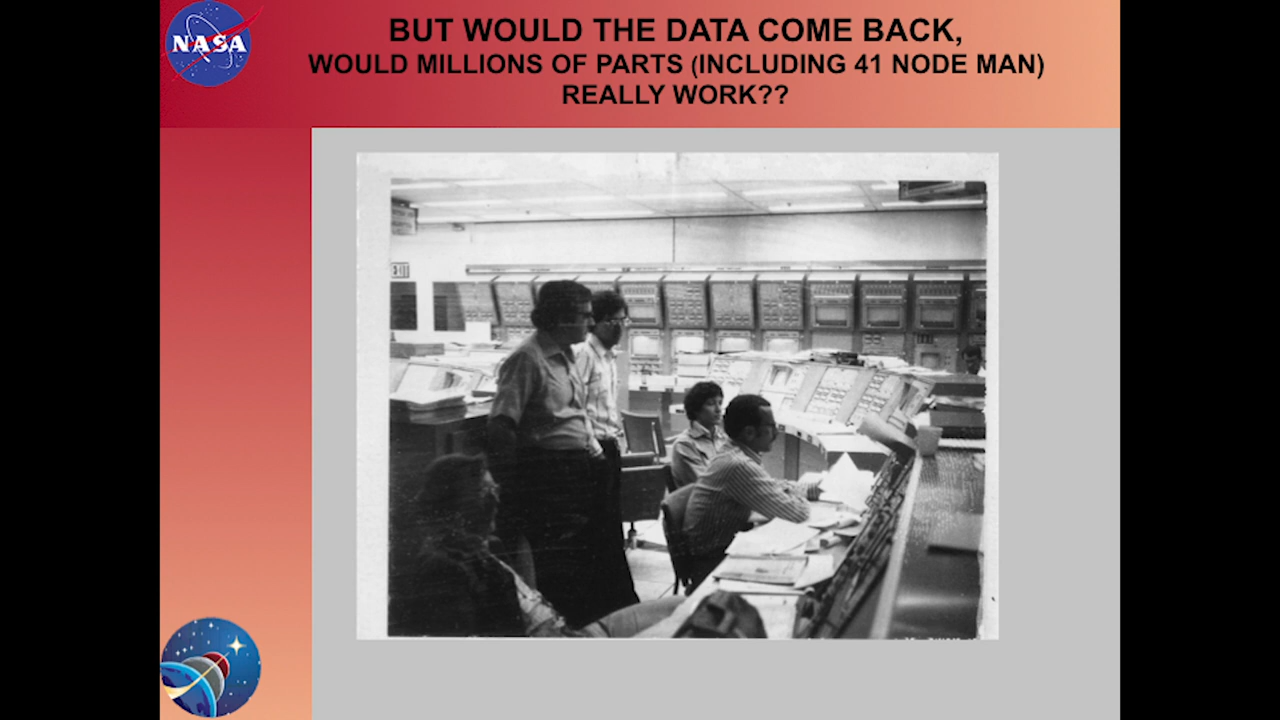 NASA
BUT WOULD THE DATA COME BACK,
WOULD MILLIONS OF PARTS (INCLUDING 41 NODE MAN)
REALLY WORK??